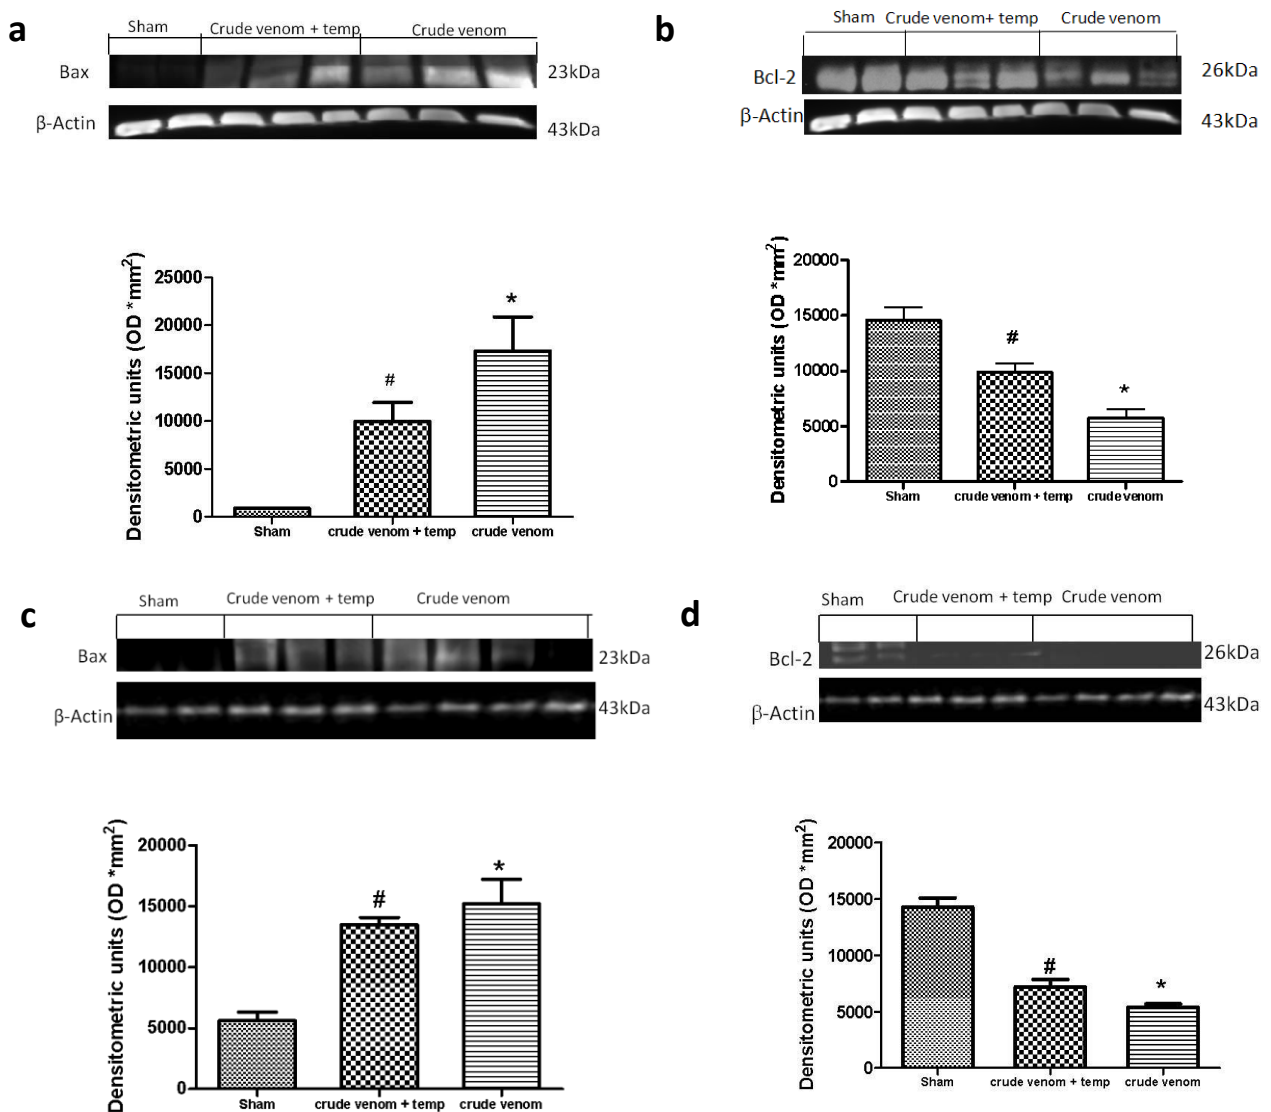 a
Sham
Crude venom + temp
Crude venom
Bax
23kDa
β-Actin
43kDa
Densitometric units (OD *mm²)
25000
20000
15000
10000
5000
0
#
*
Sham
crude venom + temp
crude venom
b
Sham
Crude venom+ temp
Crude venom
Bcl-2
26kDa
β-Actin
43kDa
Densitometric units (OD *mm²)
20000
15000
10000
5000
0
#
*
Sham
crude venom + temp
crude venom
c
Sham
Crude venom + temp
Crude venom
Bax
23kDa
β-Actin
43kDa
Densitometric units (OD *mm²)
20000
15000
10000
5000
0
#
*
Sham
crude venom + temp
crude venom
d
Sham
Crude venom + temp
Crude venom
Bcl-2
26kDa
β-Actin
43kDa
Densitometric units (OD *mm²)
20000
15000
10000
5000
0
#
*
Sham
crude venom + temp
crude venom